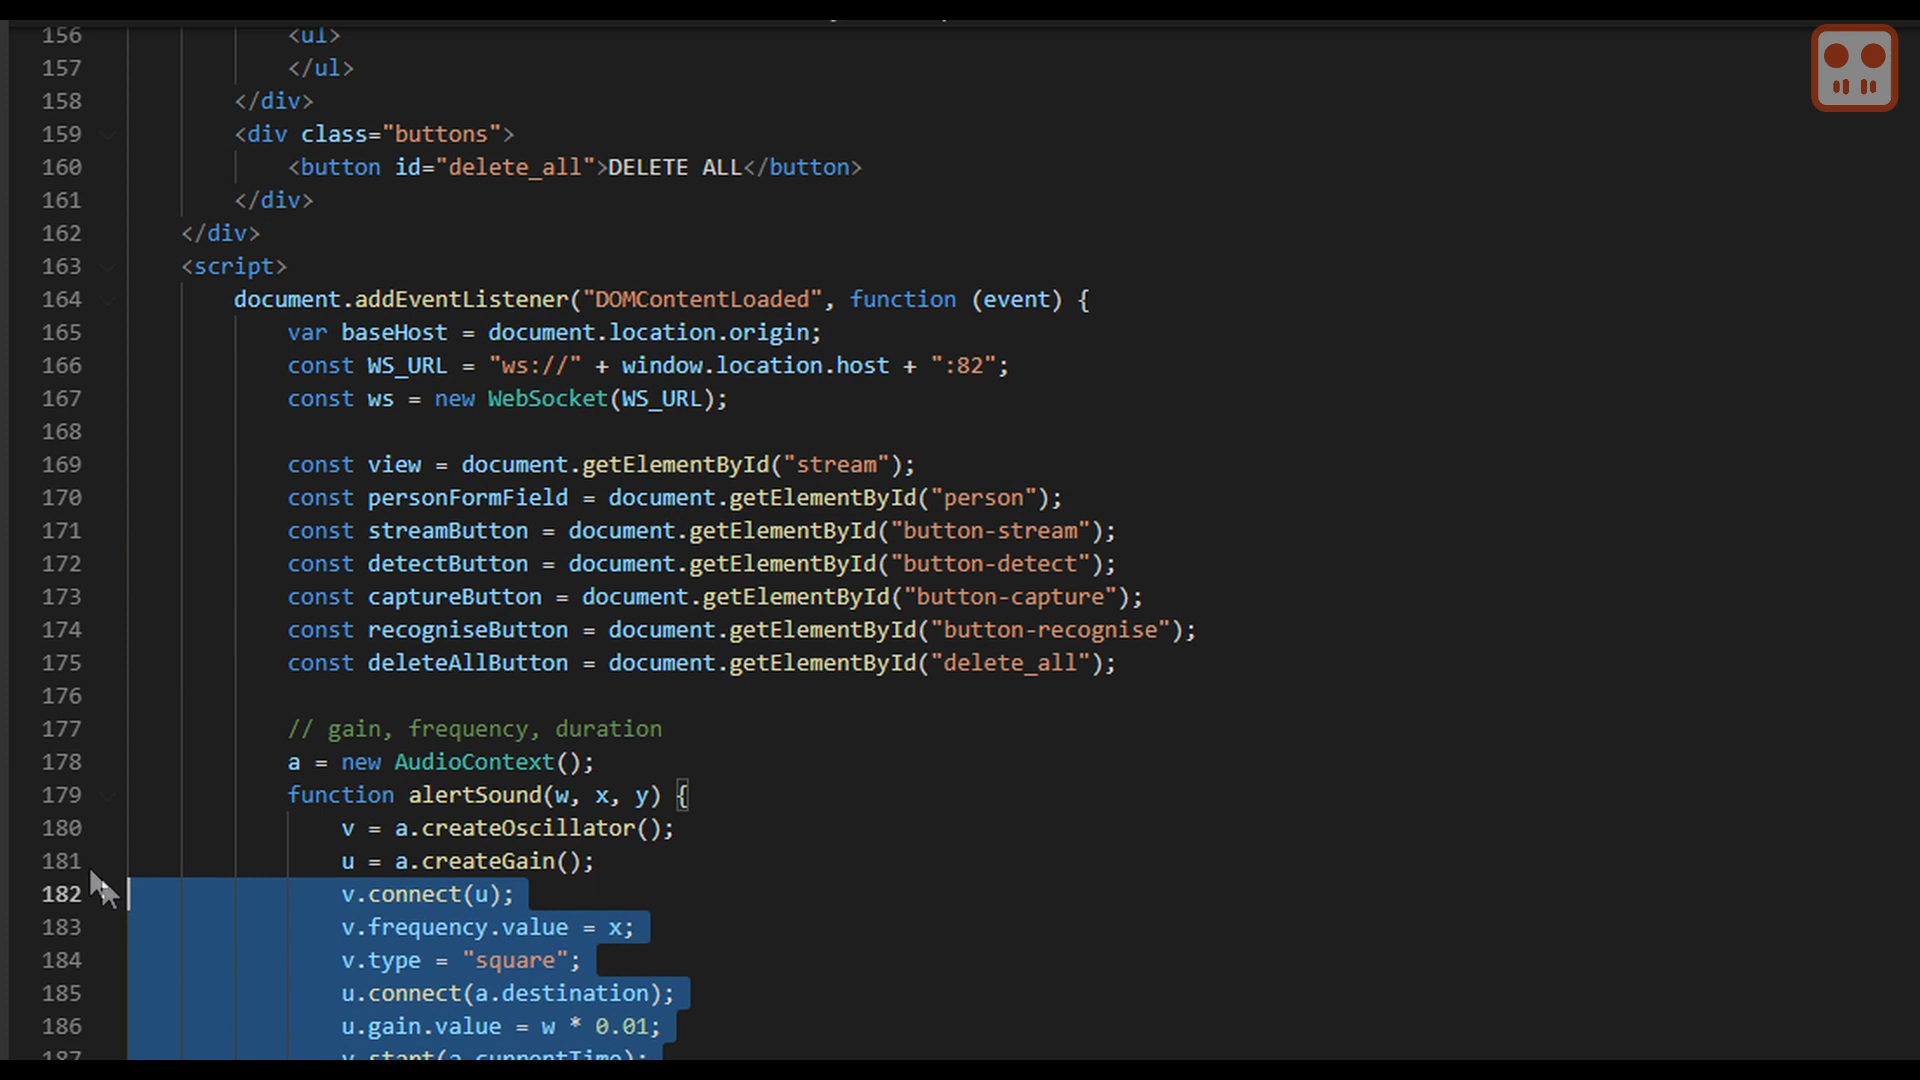 156 <ul>
157 </ul>
158 </div>
159 <div class="buttons">
160 <button id="delete_all">DELETE ALL</button>
161 </div>
162 </div>
163 <script>
164 document.addEventListener("DOMContentLoaded", function (event) {
165 var baseHost = document.location.origin;
166 const WS_URL = "ws://" + window.location.host + ":82";
167 const ws = new WebSocket(WS_URL);
168
169 const view = document.getElementById("stream");
170 const personFormField = document.getElementById("person");
171 const streamButton = document.getElementById("button-stream");
172 const detectButton = document.getElementById("button-detect");
173 const captureButton = document.getElementById("button-capture");
174 const recogniseButton = document.getElementById("button-recognise");
175 const deleteAllButton = document.getElementById("delete_all");
176
177 // gain, frequency, duration
178 a = new AudioContext();
179 function alertSound(w, x, y) {
180 v = a.createOscillator();
181 u = a.createGain();
182 v.connect(u);
183 v.frequency.value = x;
184 v.type = "square";
185 u.connect(a.destination);
186 u.gain.value = w * 0.01;
187 v.start(a.currentTime);